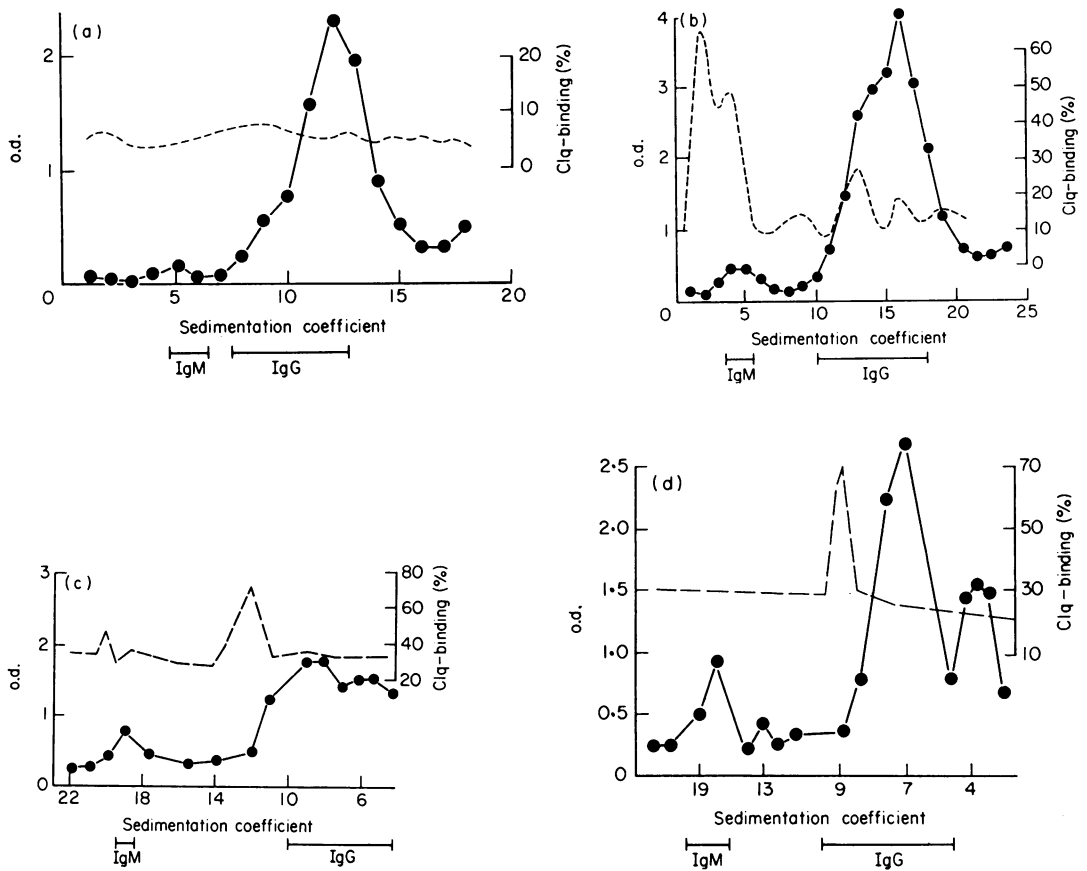 (a)
2
1
0
5
10
15
20
o.d.
20
10
0
Clq-binding (%)
Sedimentation coefficient
IgM
IgG
(b)
4
3
2
1
0
5
10
15
20
25
o.d.
60
50
40
30
20
10
0
Clq-binding (%)
Sedimentation coefficient
IgM
IgG
(c)
3
2
1
0
22
18
14
10
6
o.d.
80
60
40
20
Clq-binding (%)
Sedimentation coefficient
IgM
IgG
(d)
2·5
2·0
1·5
1·0
0·5
0
19
13
9
7
4
o.d.
70
50
30
10
Clq-binding (%)
Sedimentation coefficient
IgM
IgG